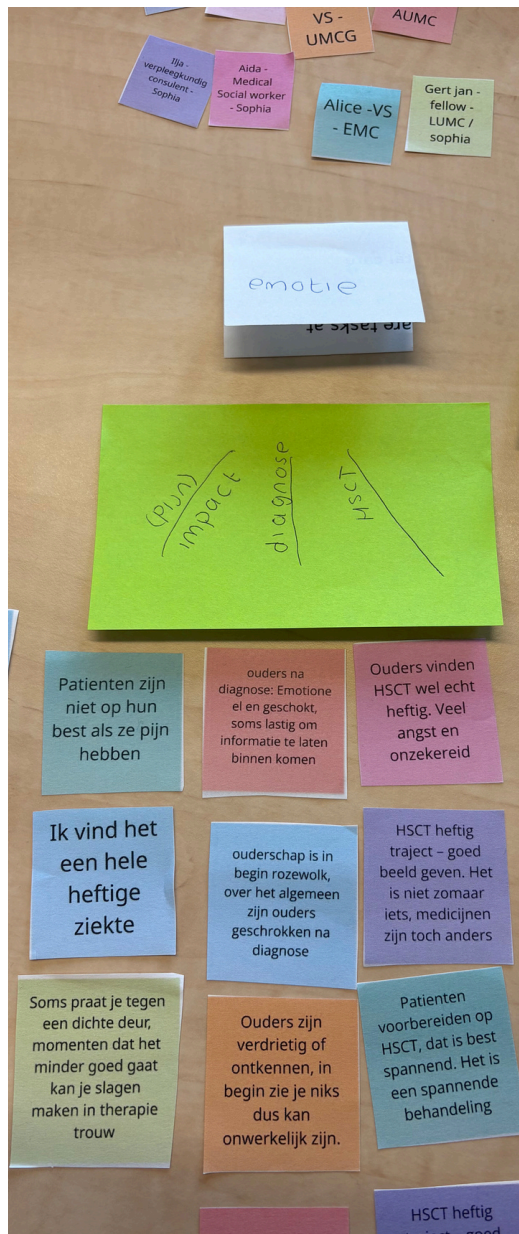 VS -
UMCG
AUMC
Ilja -
verpleegkundig
consulent -
Sophia
Aida -
Medical
Social worker
- Sophia
Alice -VS
- EMC
Gert jan -
fellow -
LUMC /
sophia
emotie
are tasks at
(Pijn)
impact
diagnose
HSCT
Patienten zijn
niet op hun
best als ze pijn
hebben
ouders na
diagnose: Emotione
el en geschokt,
soms lastig om
informatie te laten
binnen komen
Ouders vinden
HSCT wel echt
heftig. Veel
angst en
onzekereid
Ik vind het
een hele
heftige
ziekte
ouderschap is in
begin rozewolk,
over het algemeen
zijn ouders
geschrokken na
diagnose
HSCT heftig
traject – goed
beeld geven. Het
is niet zomaar
iets, medicijnen
zijn toch anders
Soms praat je tegen
een dichte deur,
momenten dat het
minder goed gaat
kan je slagen
maken in therapie
trouw
Ouders zijn
verdrietig of
ontkennen, in
begin zie je niks
dus kan
onwerkelijk zijn.
Patienten
voorbereiden op
HSCT, dat is best
spannend. Het is
een spannende
behandeling
HSCT heftig